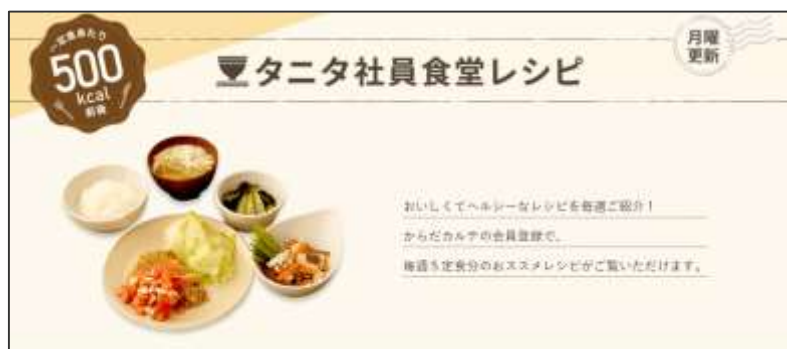 一定食あたり
500
kcal
前後
タニタ社員食堂レシピ
月曜
更新
おいしくてヘルシーなレシピを毎週ご紹介！
からだカルテの会員登録で、
毎週5定食分のおススメレシピがご覧いただけます。